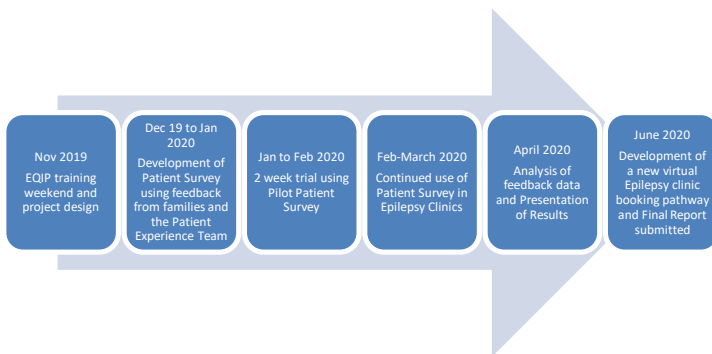 Nov 2019
EQIP training
weekend and
project design
Dec 19 to Jan
2020
Development of
Patient Survey
using feedback
from families and
the Patient
Experience Team
Jan to Feb 2020
2 week trial using
Pilot Patient
Survey
Feb-March 2020
Continued use of
Patient Survey in
Epilepsy Clinics
April 2020
Analysis of
feedback data
and Presentation
of Results
June 2020
Development of
a new virtual
Epilepsy clinic
booking pathway
and Final Report
submitted